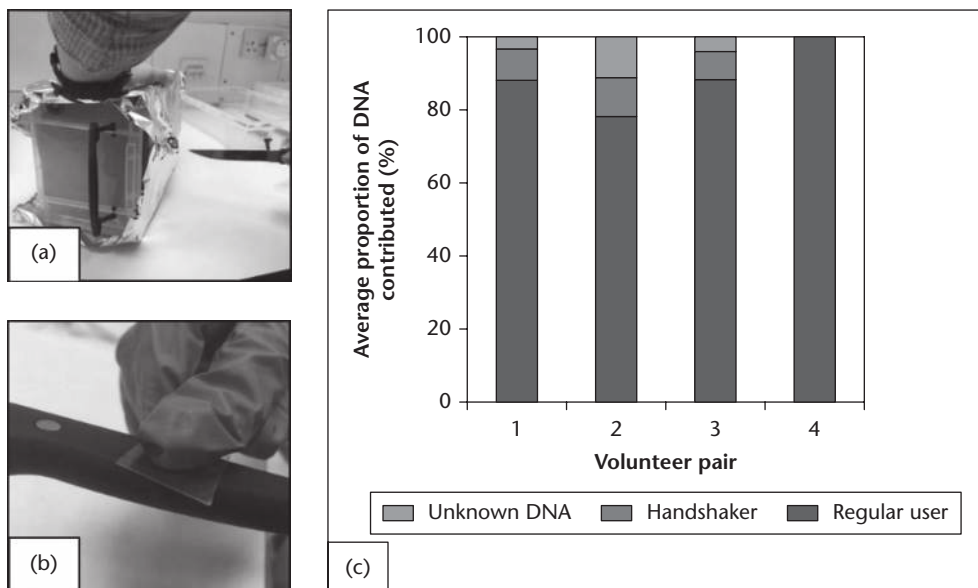 (a)
(b)
100
80
60
40
20
0
Average proportion of DNA
contributed (%)
1 2 3 4
Volunteer pair
Unknown DNA Handshaker Regular user
(c)